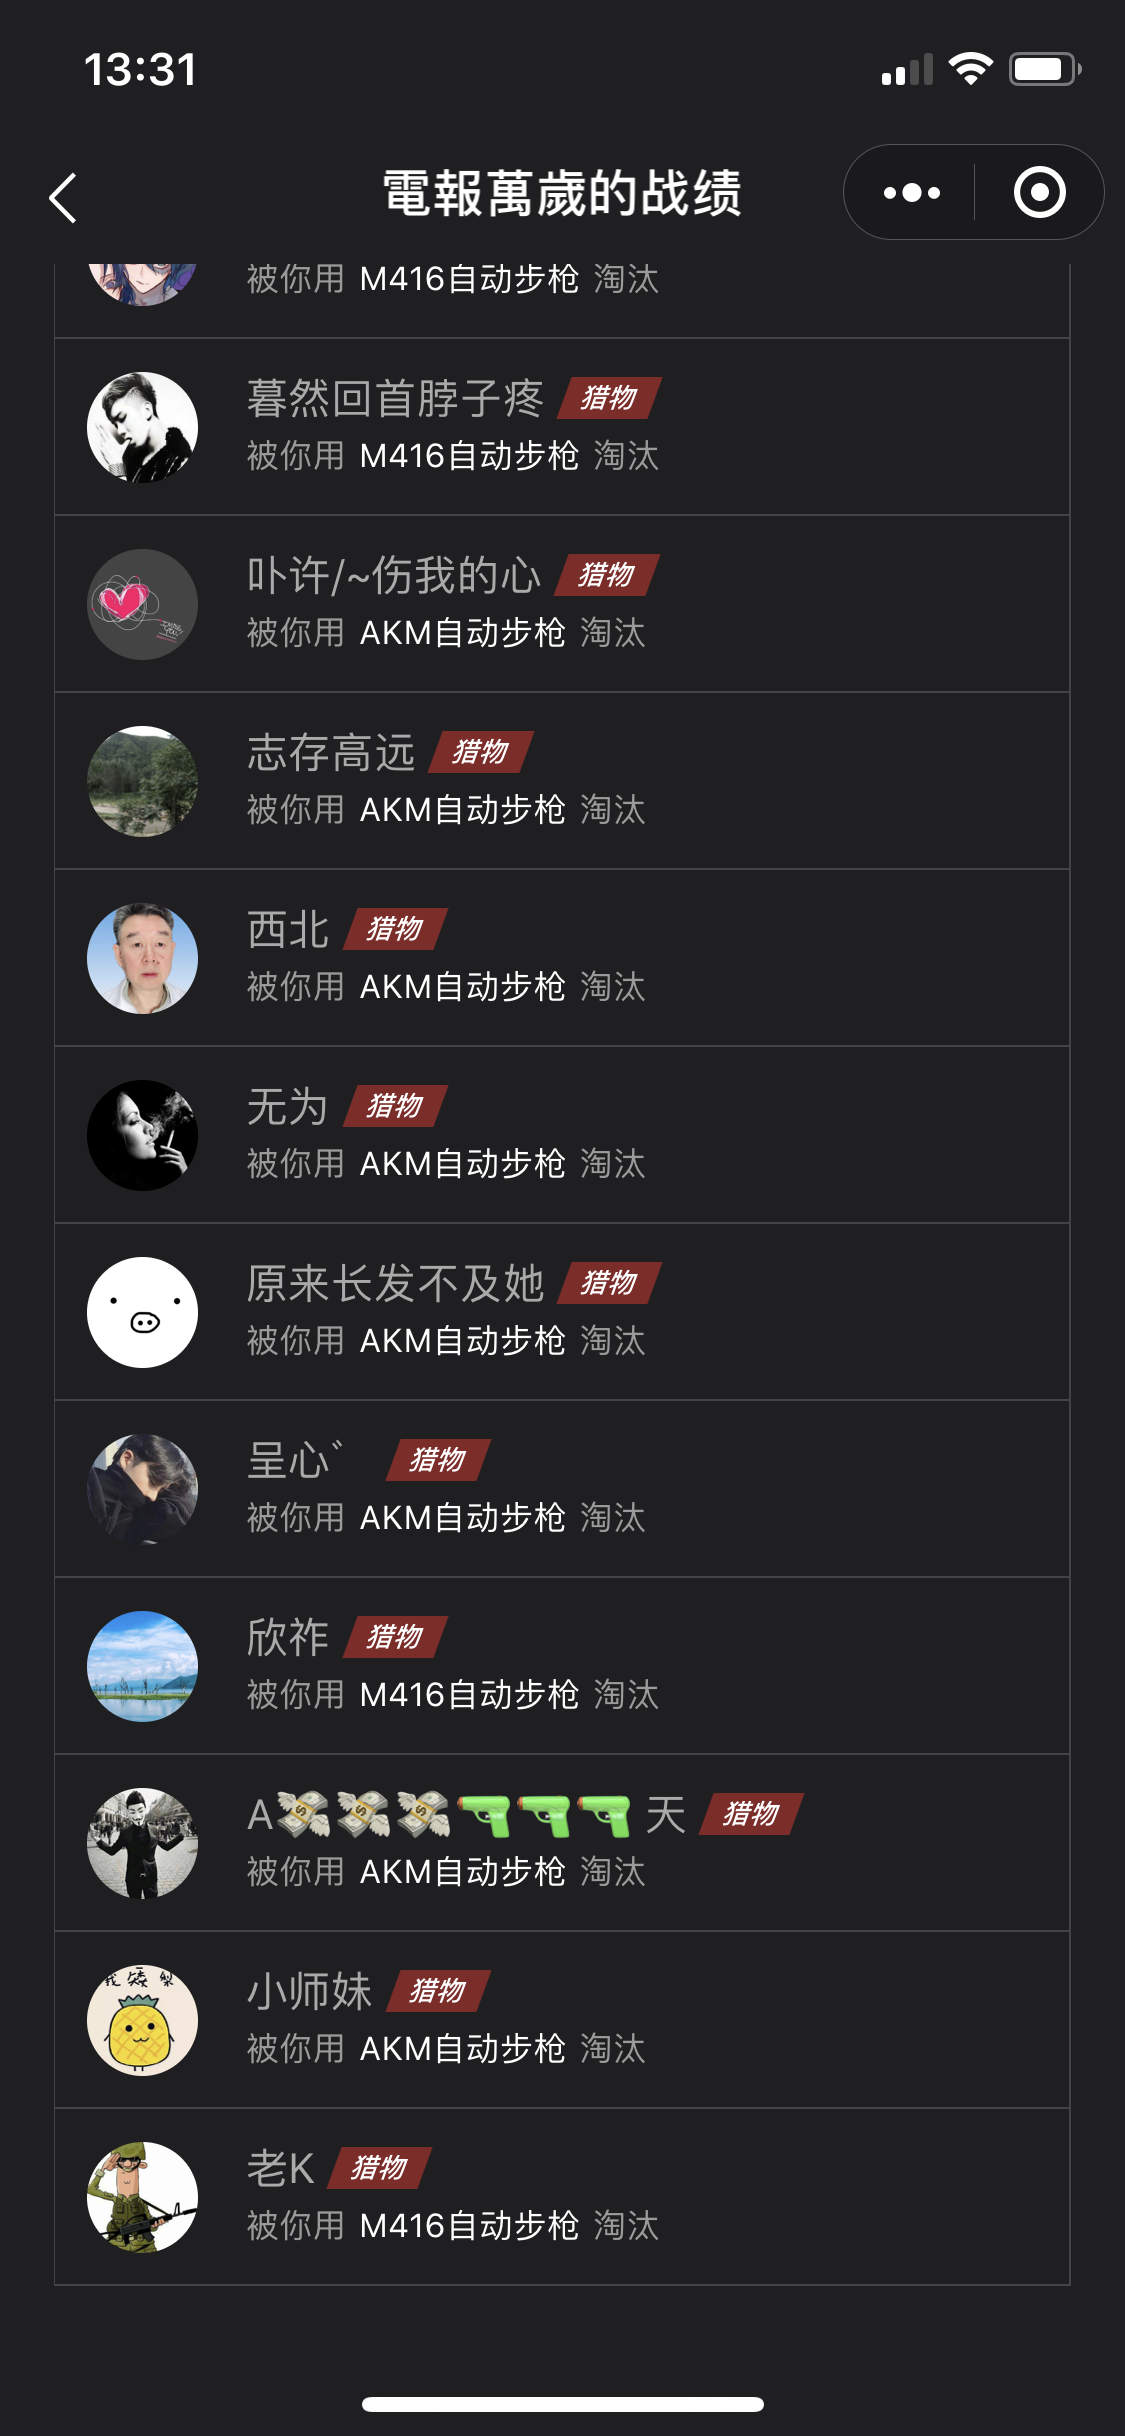 13:31
電報萬歲的战绩
被你用 M416自动步枪 淘汰
暮然回首脖子疼 猎物
被你用 M416自动步枪 淘汰
卟许/~伤我的心 猎物
被你用 AKM自动步枪 淘汰
志存高远 猎物
被你用 AKM自动步枪 淘汰
西北 猎物
被你用 AKM自动步枪 淘汰
无为 猎物
被你用 AKM自动步枪 淘汰
原来长发不及她 猎物
被你用 AKM自动步枪 淘汰
呈心゛ 猎物
被你用 AKM自动步枪 淘汰
欣祚 猎物
被你用 M416自动步枪 淘汰
A💸💸💸🔫🔫🔫 天 猎物
被你用 AKM自动步枪 淘汰
小师妹 猎物
被你用 AKM自动步枪 淘汰
老K 猎物
被你用 M416自动步枪 淘汰